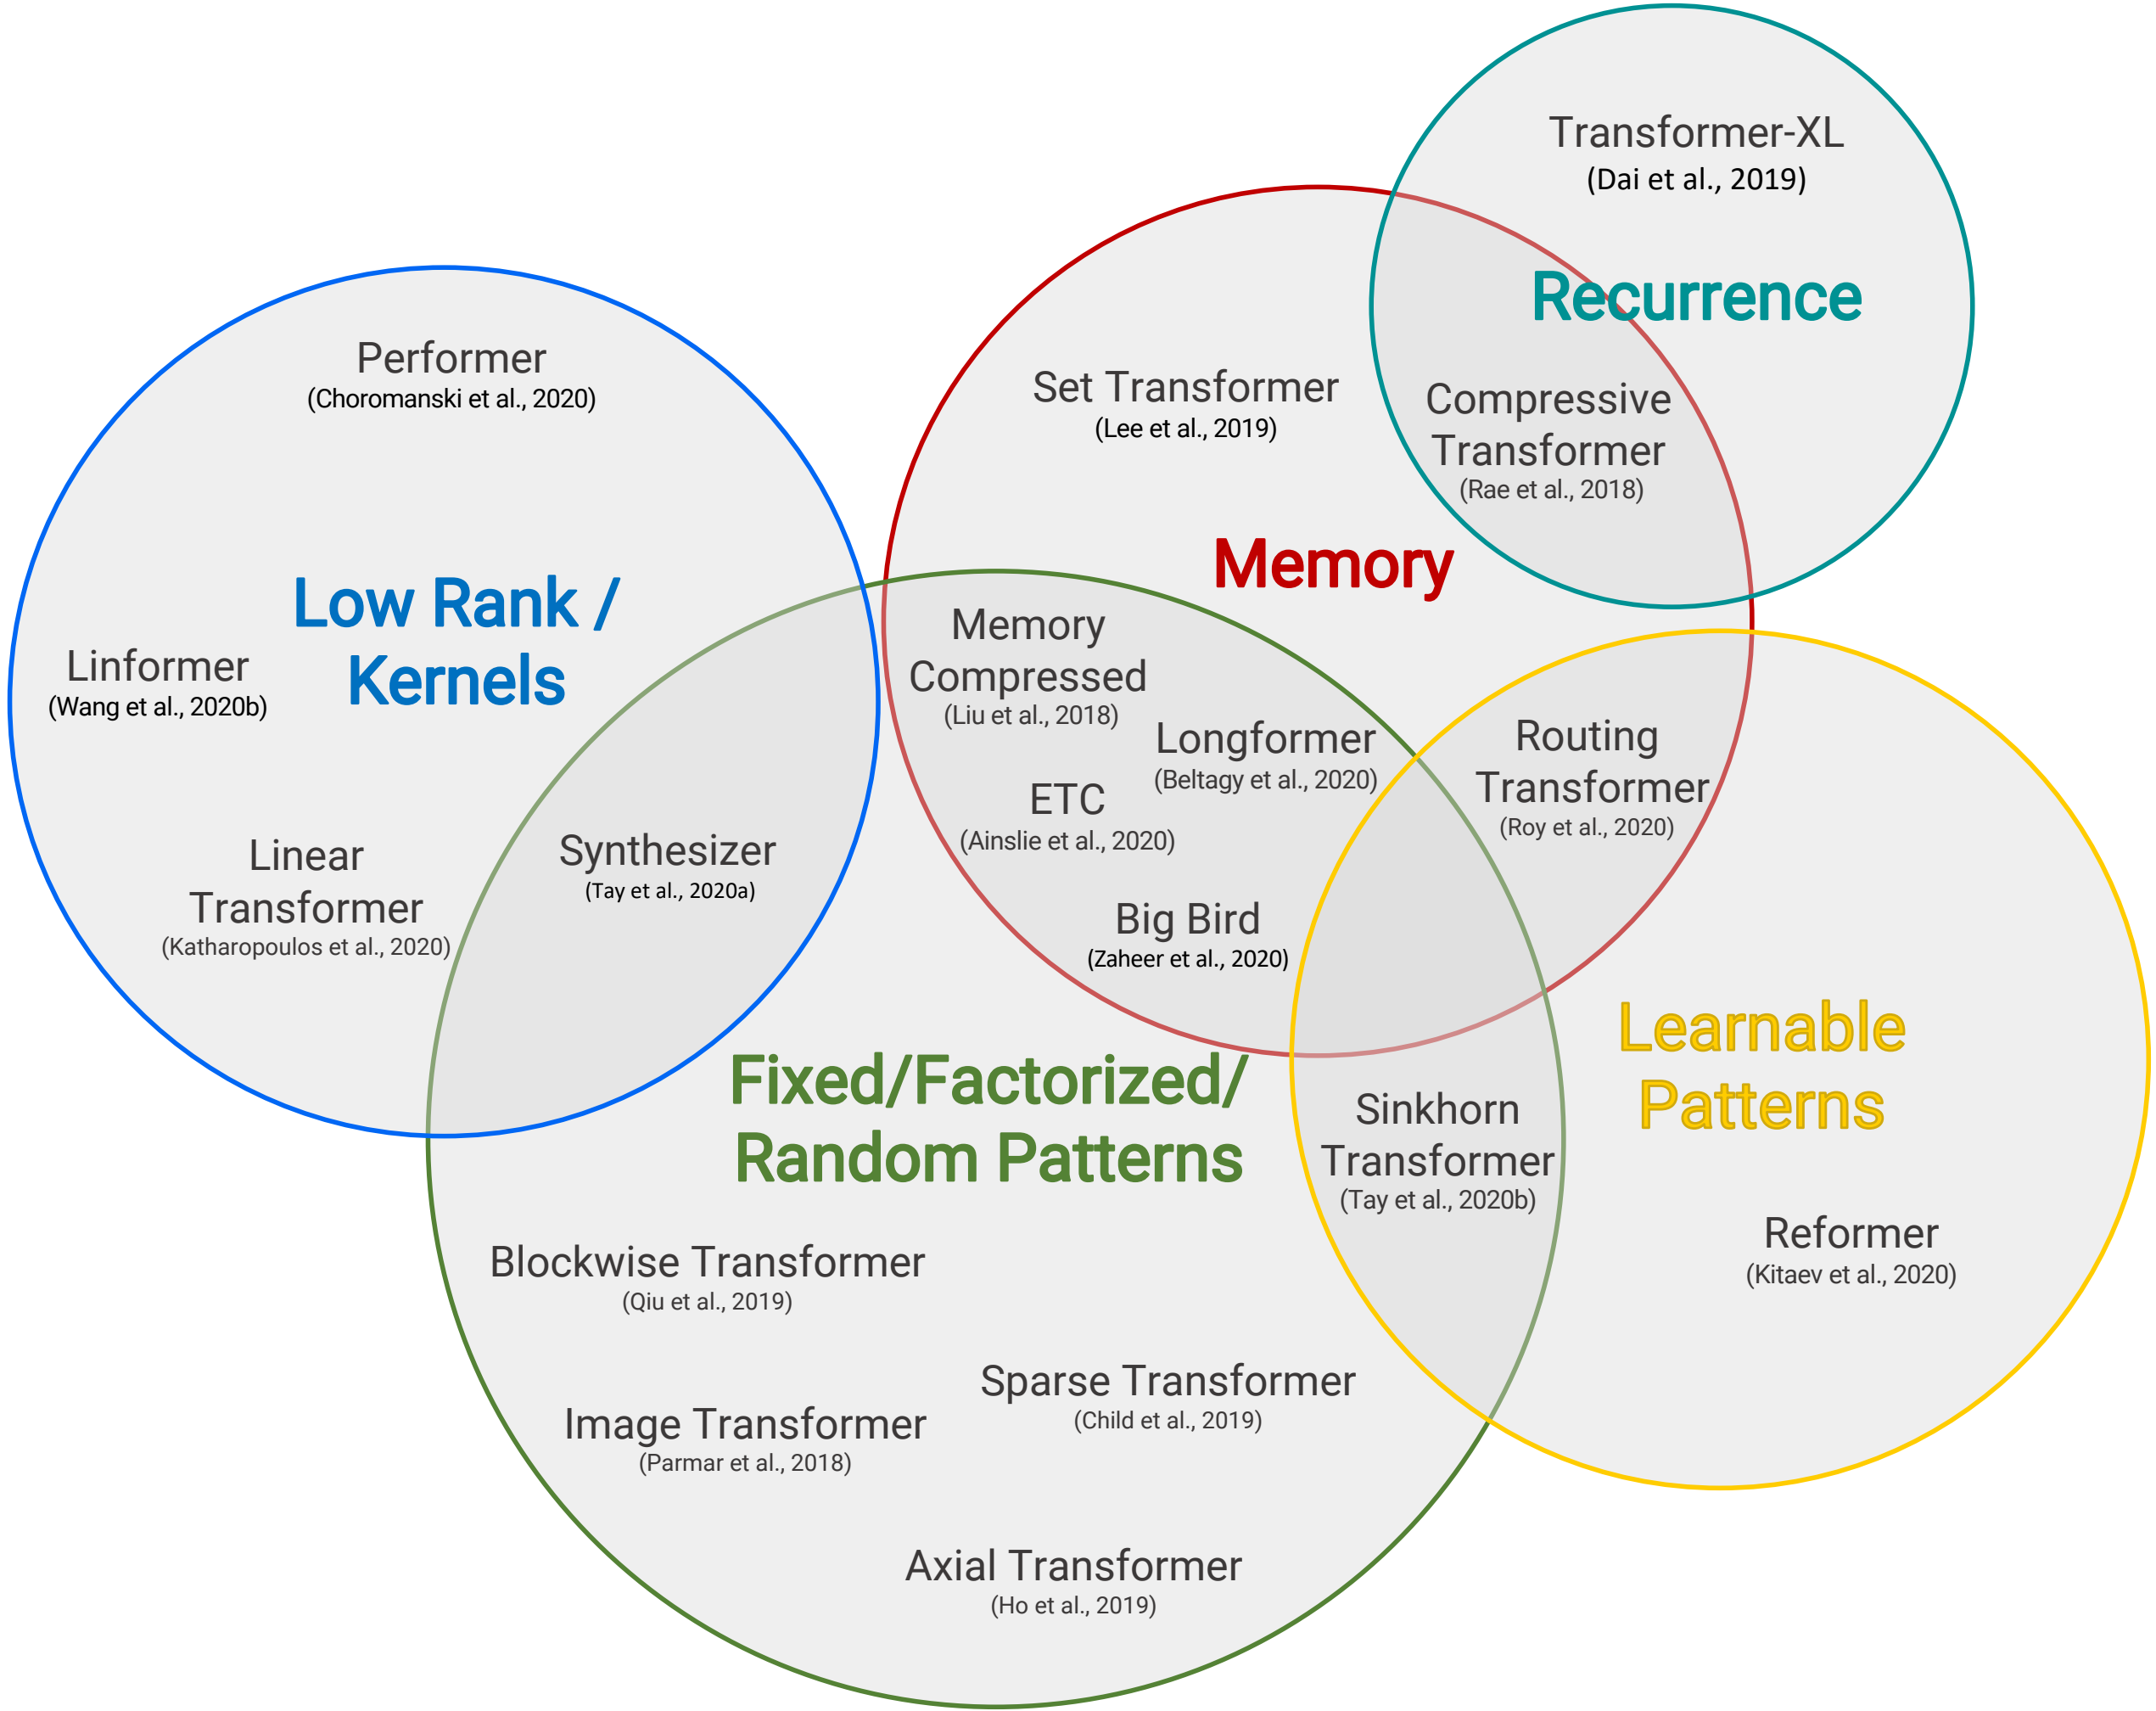 Transformer-XL
(Dai et al., 2019)
Recurrence
Performer
(Choromanski et al., 2020)
Set Transformer
(Lee et al., 2019)
Compressive
Transformer
(Rae et al., 2018)
Memory
Low Rank /
Kernels
Linformer
(Wang et al., 2020b)
Memory
Compressed
(Liu et al., 2018)
Longformer
(Beltagy et al., 2020)
Routing
Transformer
(Roy et al., 2020)
ETC
(Ainslie et al., 2020)
Linear
Transformer
(Katharopoulos et al., 2020)
Synthesizer
(Tay et al., 2020a)
Big Bird
(Zaheer et al., 2020)
Learnable
Patterns
Fixed/Factorized/
Random Patterns
Sinkhorn
Transformer
(Tay et al., 2020b)
Reformer
(Kitaev et al., 2020)
Blockwise Transformer
(Qiu et al., 2019)
Sparse Transformer
(Child et al., 2019)
Image Transformer
(Parmar et al., 2018)
Axial Transformer
(Ho et al., 2019)